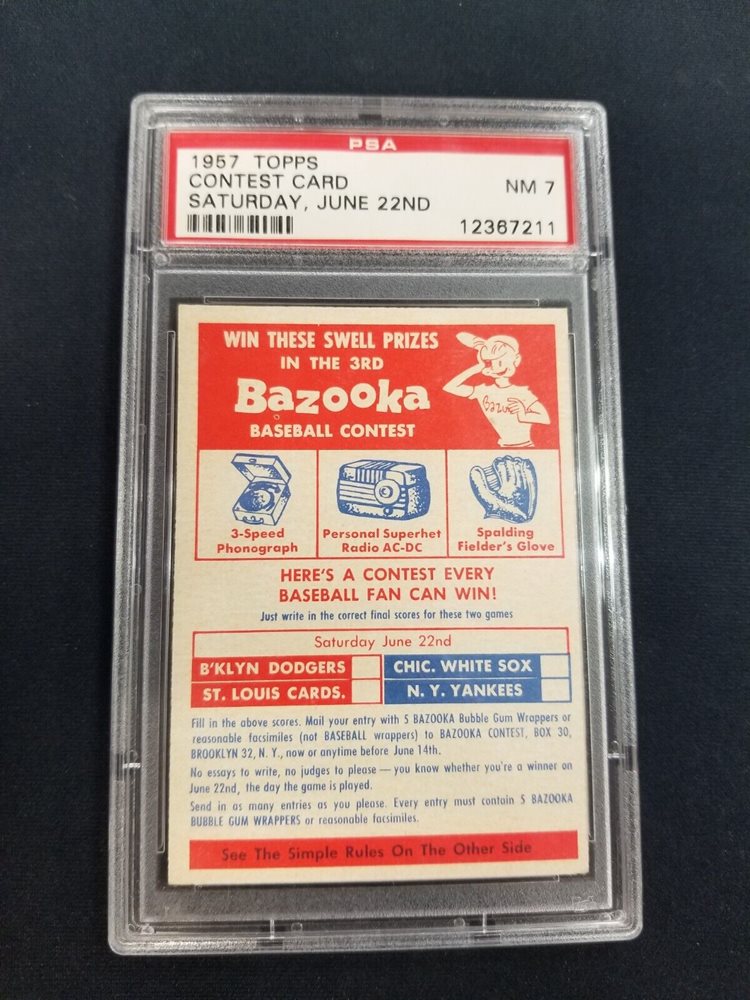 PSA
1957 TOPPS
CONTEST CARD NM 7
SATURDAY, JUNE 22ND
12367211
WIN THESE SWELL PRIZES
IN THE 3RD
Bazooka
BASEBALL CONTEST
3-Speed
Phonograph
Personal Superhet
Radio AC-DC
Spalding
Fielder's Glove
HERE'S A CONTEST EVERY
BASEBALL FAN CAN WIN!
Just write in the correct final scores for these two games
Saturday June 22nd
B'KLYN DODGERS CHIC. WHITE SOX
ST. LOUIS CARDS. N. Y. YANKEES
Fill in the above scores. Mail your entry with 5 BAZOOKA Bubble Gum Wrappers or
reasonable facsimiles (not BASEBALL wrappers) to BAZOOKA CONTEST, BOX 30,
BROOKLYN 32, N. Y., now or anytime before June 14th.
No essays to write, no judges to please — you know whether you're a winner on
June 22nd, the day the game is played.
Send in as many entries as you please. Every entry must contain 5 BAZOOKA
BUBBLE GUM WRAPPERS or reasonable facsimiles.
See The Simple Rules On The Other Side